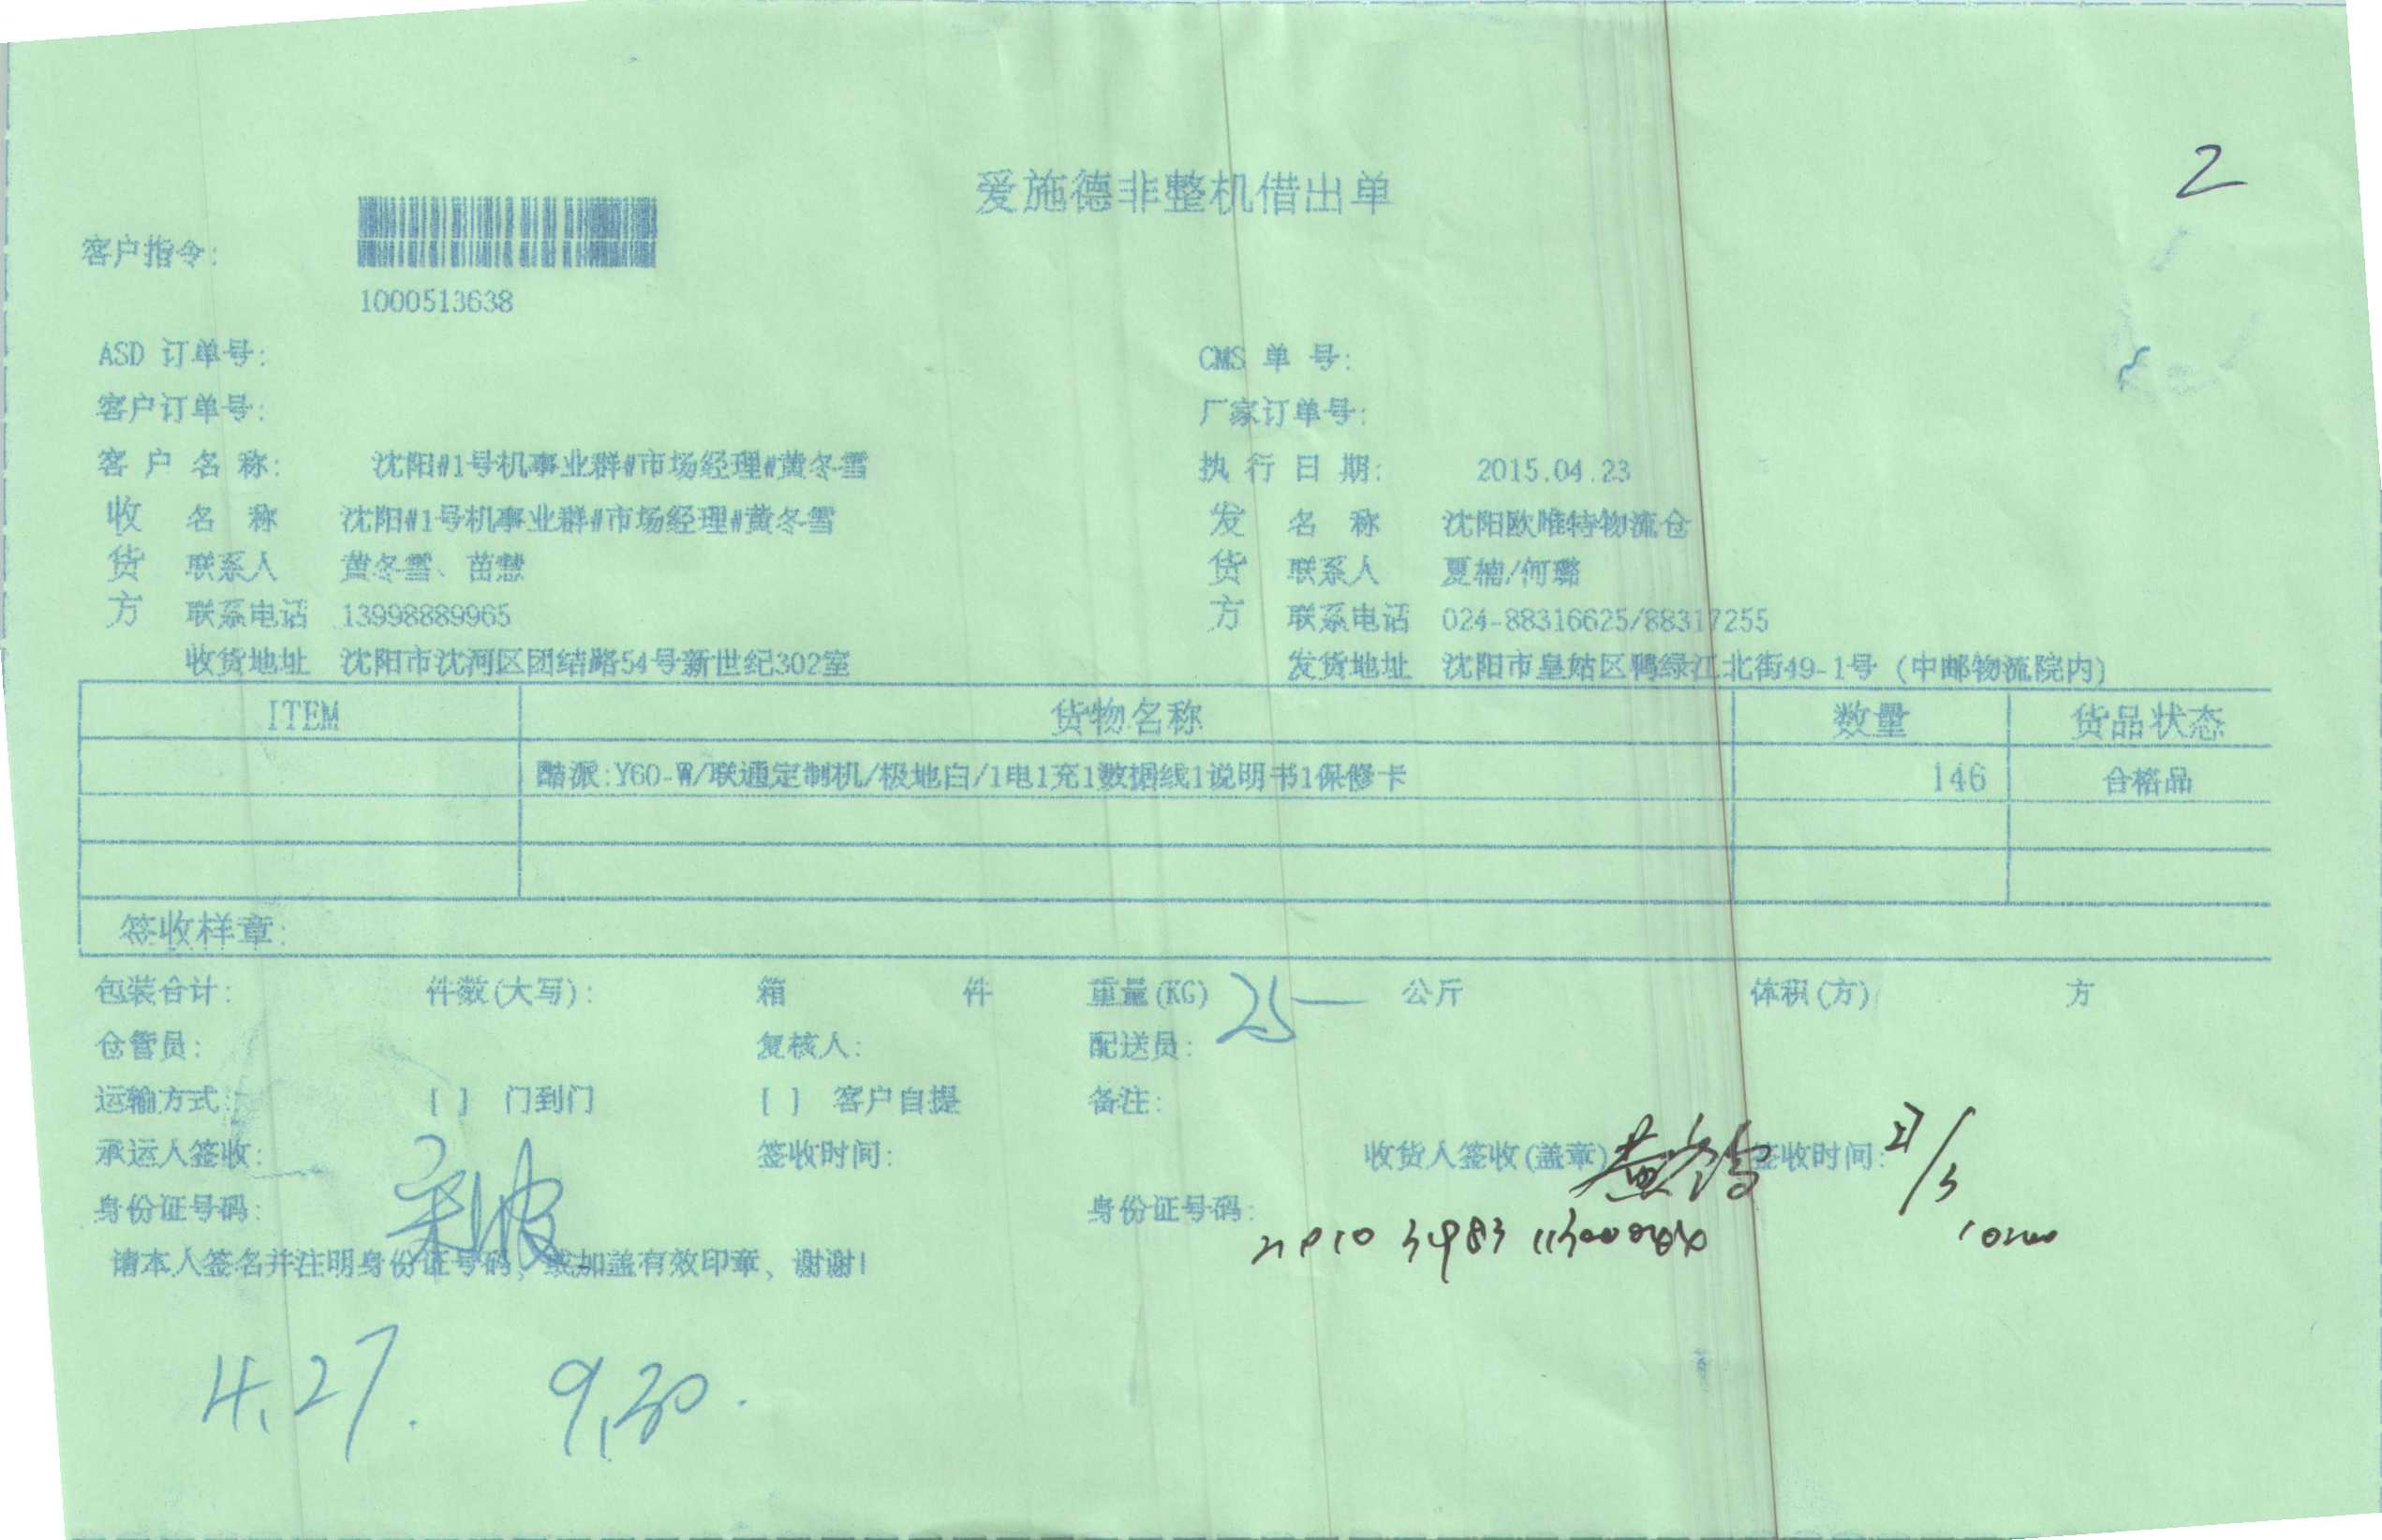 2
爱施德非整机借出单
客户指令:
1000513638
ASD 订单号: CMS 单 号:
客户订单号: 厂家订单号:
客 户 名 称: 沈阳#1号机事业群#市场经理#黄冬雪 执 行 日 期: 2015.04.23
收 名 称 沈阳#1号机事业群#市场经理#黄冬雪 发 名 称 沈阳欧唯特物流仓
货 联系人 黄冬雪、苗慧 货 联系人 夏楠/何璐
方 联系电话 13998889965 方 联系电话 024-88316625/88317255
收货地址 沈阳市沈河区团结路54号新世纪302室 发货地址 沈阳市皇姑区鸭绿江北街49-1号 (中邮物流院内)
ITEM 货物名称 数量 货品状态
酷派:Y60-W/联通定制机/极地白/1电1充1数据线1说明书1保修卡 146 合格品
签收样章:
包装合计: 件数(大写): 箱 件 重量(KG) 25 公斤 体积(方) 方
仓管员: 复核人: 配送员:
运输方式: [ ] 门到门 [ ] 客户自提 备注:
承运人签收: 签收时间: 收货人签收(盖章) 黄冬雪 签收时间:
身份证号码: 身份证号码:
请本人签名并注明身份证号码, 或加盖有效印章、谢谢!
4.27. 9.30.